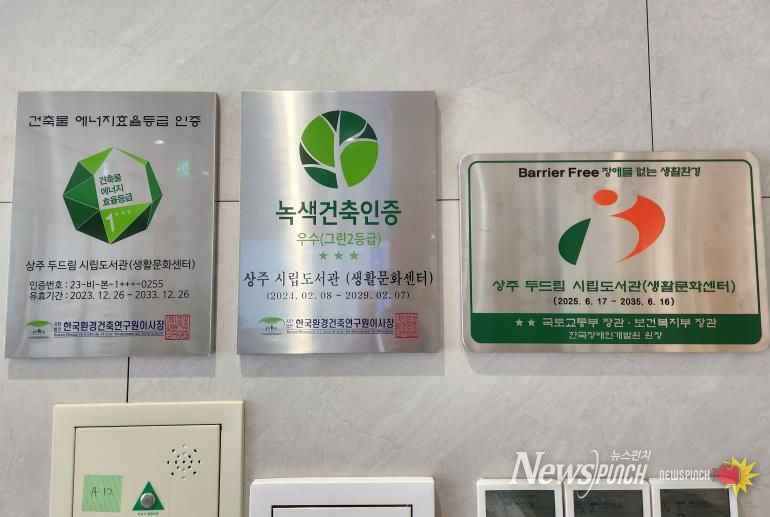 건축물 에너지효율등급 인증
건축물
에너지
효율등급
1+++
상주 두드림 시립도서관(생활문화센터)
인증번호 : 23-비-본-1+++-0255
유효기간 : 2023. 12. 26 ~ 2033. 12. 26
한국환경건축연구원이사장
녹색건축인증
우수(그린2등급)
★★★
상주 시립도서관 (생활문화센터)
(2024. 02. 08 ~ 2029. 02. 07)
한국환경건축연구원이사장
Barrier Free 장애물 없는 생활환경
상주 두드림 시립도서관(생활문화센터)
(2025. 6. 17 ~ 2035. 6. 16)
★★ 국토교통부 장관 · 보건복지부 장관
한국장애인개발원 원장
A-12
뉴스펀치
NEWSPUNCH
NEWSPUNCH